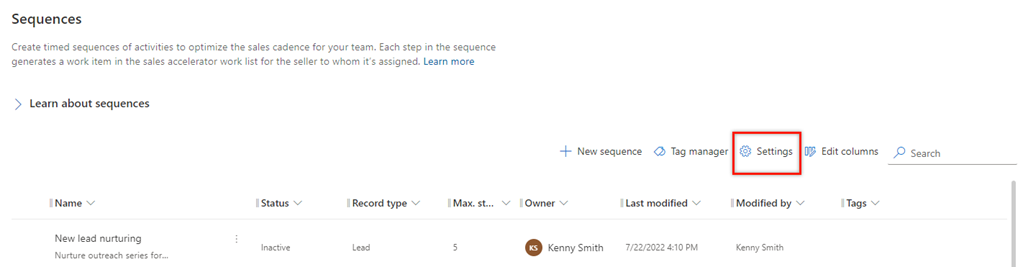 Sequences
Create timed sequences of activities to optimize the sales cadence for your team. Each step in the sequence
generates a work item in the sales accelerator work list for the seller to whom it's assigned. Learn more
Learn about sequences
New sequence Tag manager Settings Edit columns Search
Name Status Record type Max. st... Owner Last modified Modified by Tags
New lead nurturing
Inactive Lead 5 KS Kenny Smith 7/22/2022 4:10 PM Kenny Smith
Nurture outreach series for...